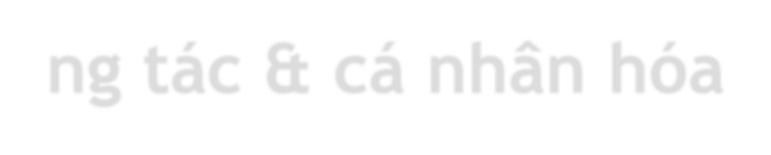 ng tác & cá nhân hóa